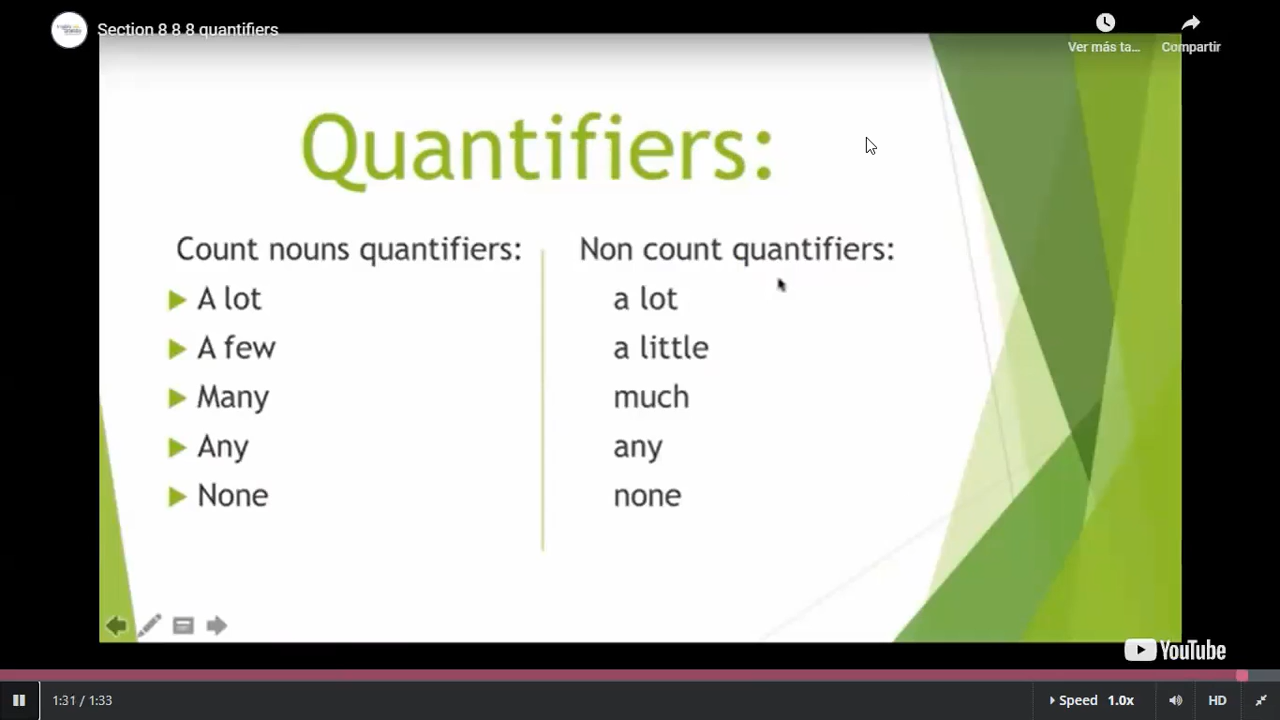 Section 8 8 8 quantifiers
Ver más ta...
Compartir
Quantifiers:
Count nouns quantifiers:
A lot
A few
Many
Any
None
Non count quantifiers:
a lot
a little
much
any
none
YouTube
1:31 / 1:33
Speed 1.0x
HD